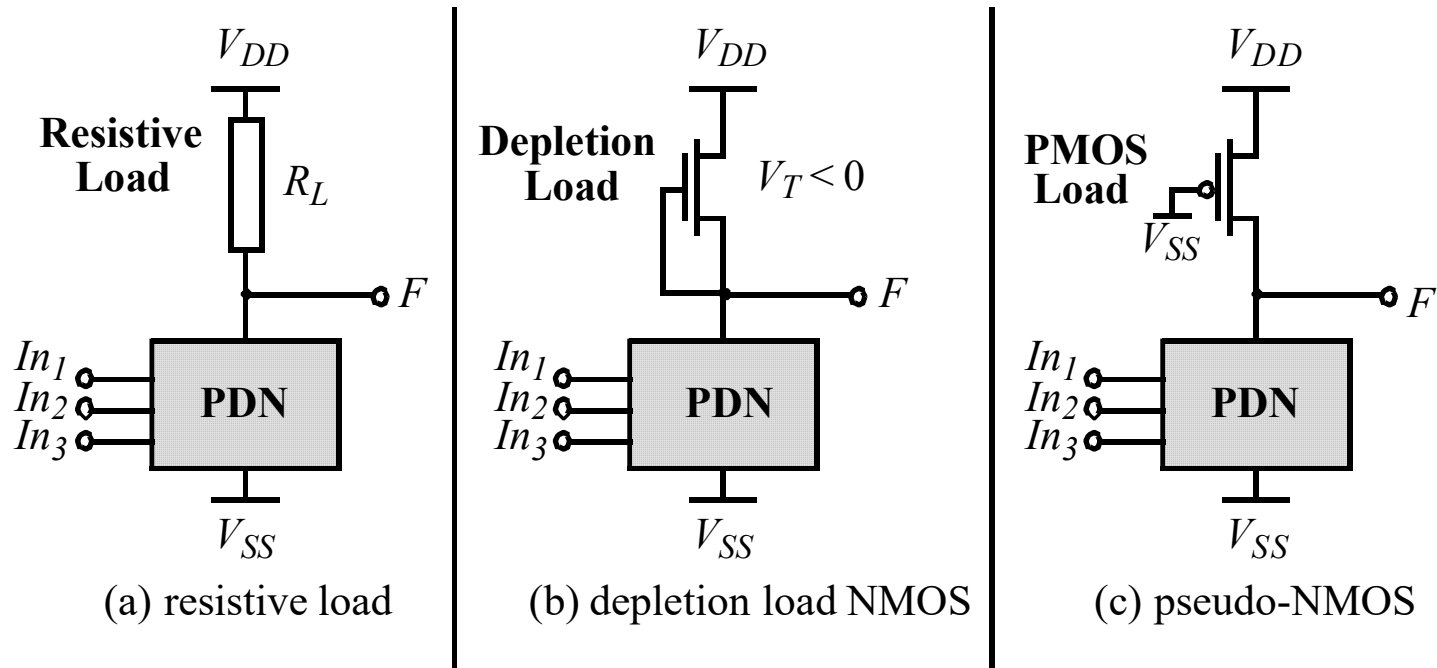 V_DD
Resistive
Load
R_L
F
In_1
In_2
In_3
PDN
V_SS
(a) resistive load
V_DD
Depletion
Load
V_T < 0
F
In_1
In_2
In_3
PDN
V_SS
(b) depletion load NMOS
V_DD
PMOS
Load
V_SS
F
In_1
In_2
In_3
PDN
V_SS
(c) pseudo-NMOS